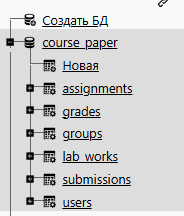 Создать БД
course_paper
Новая
assignments
grades
groups
lab_works
submissions
users